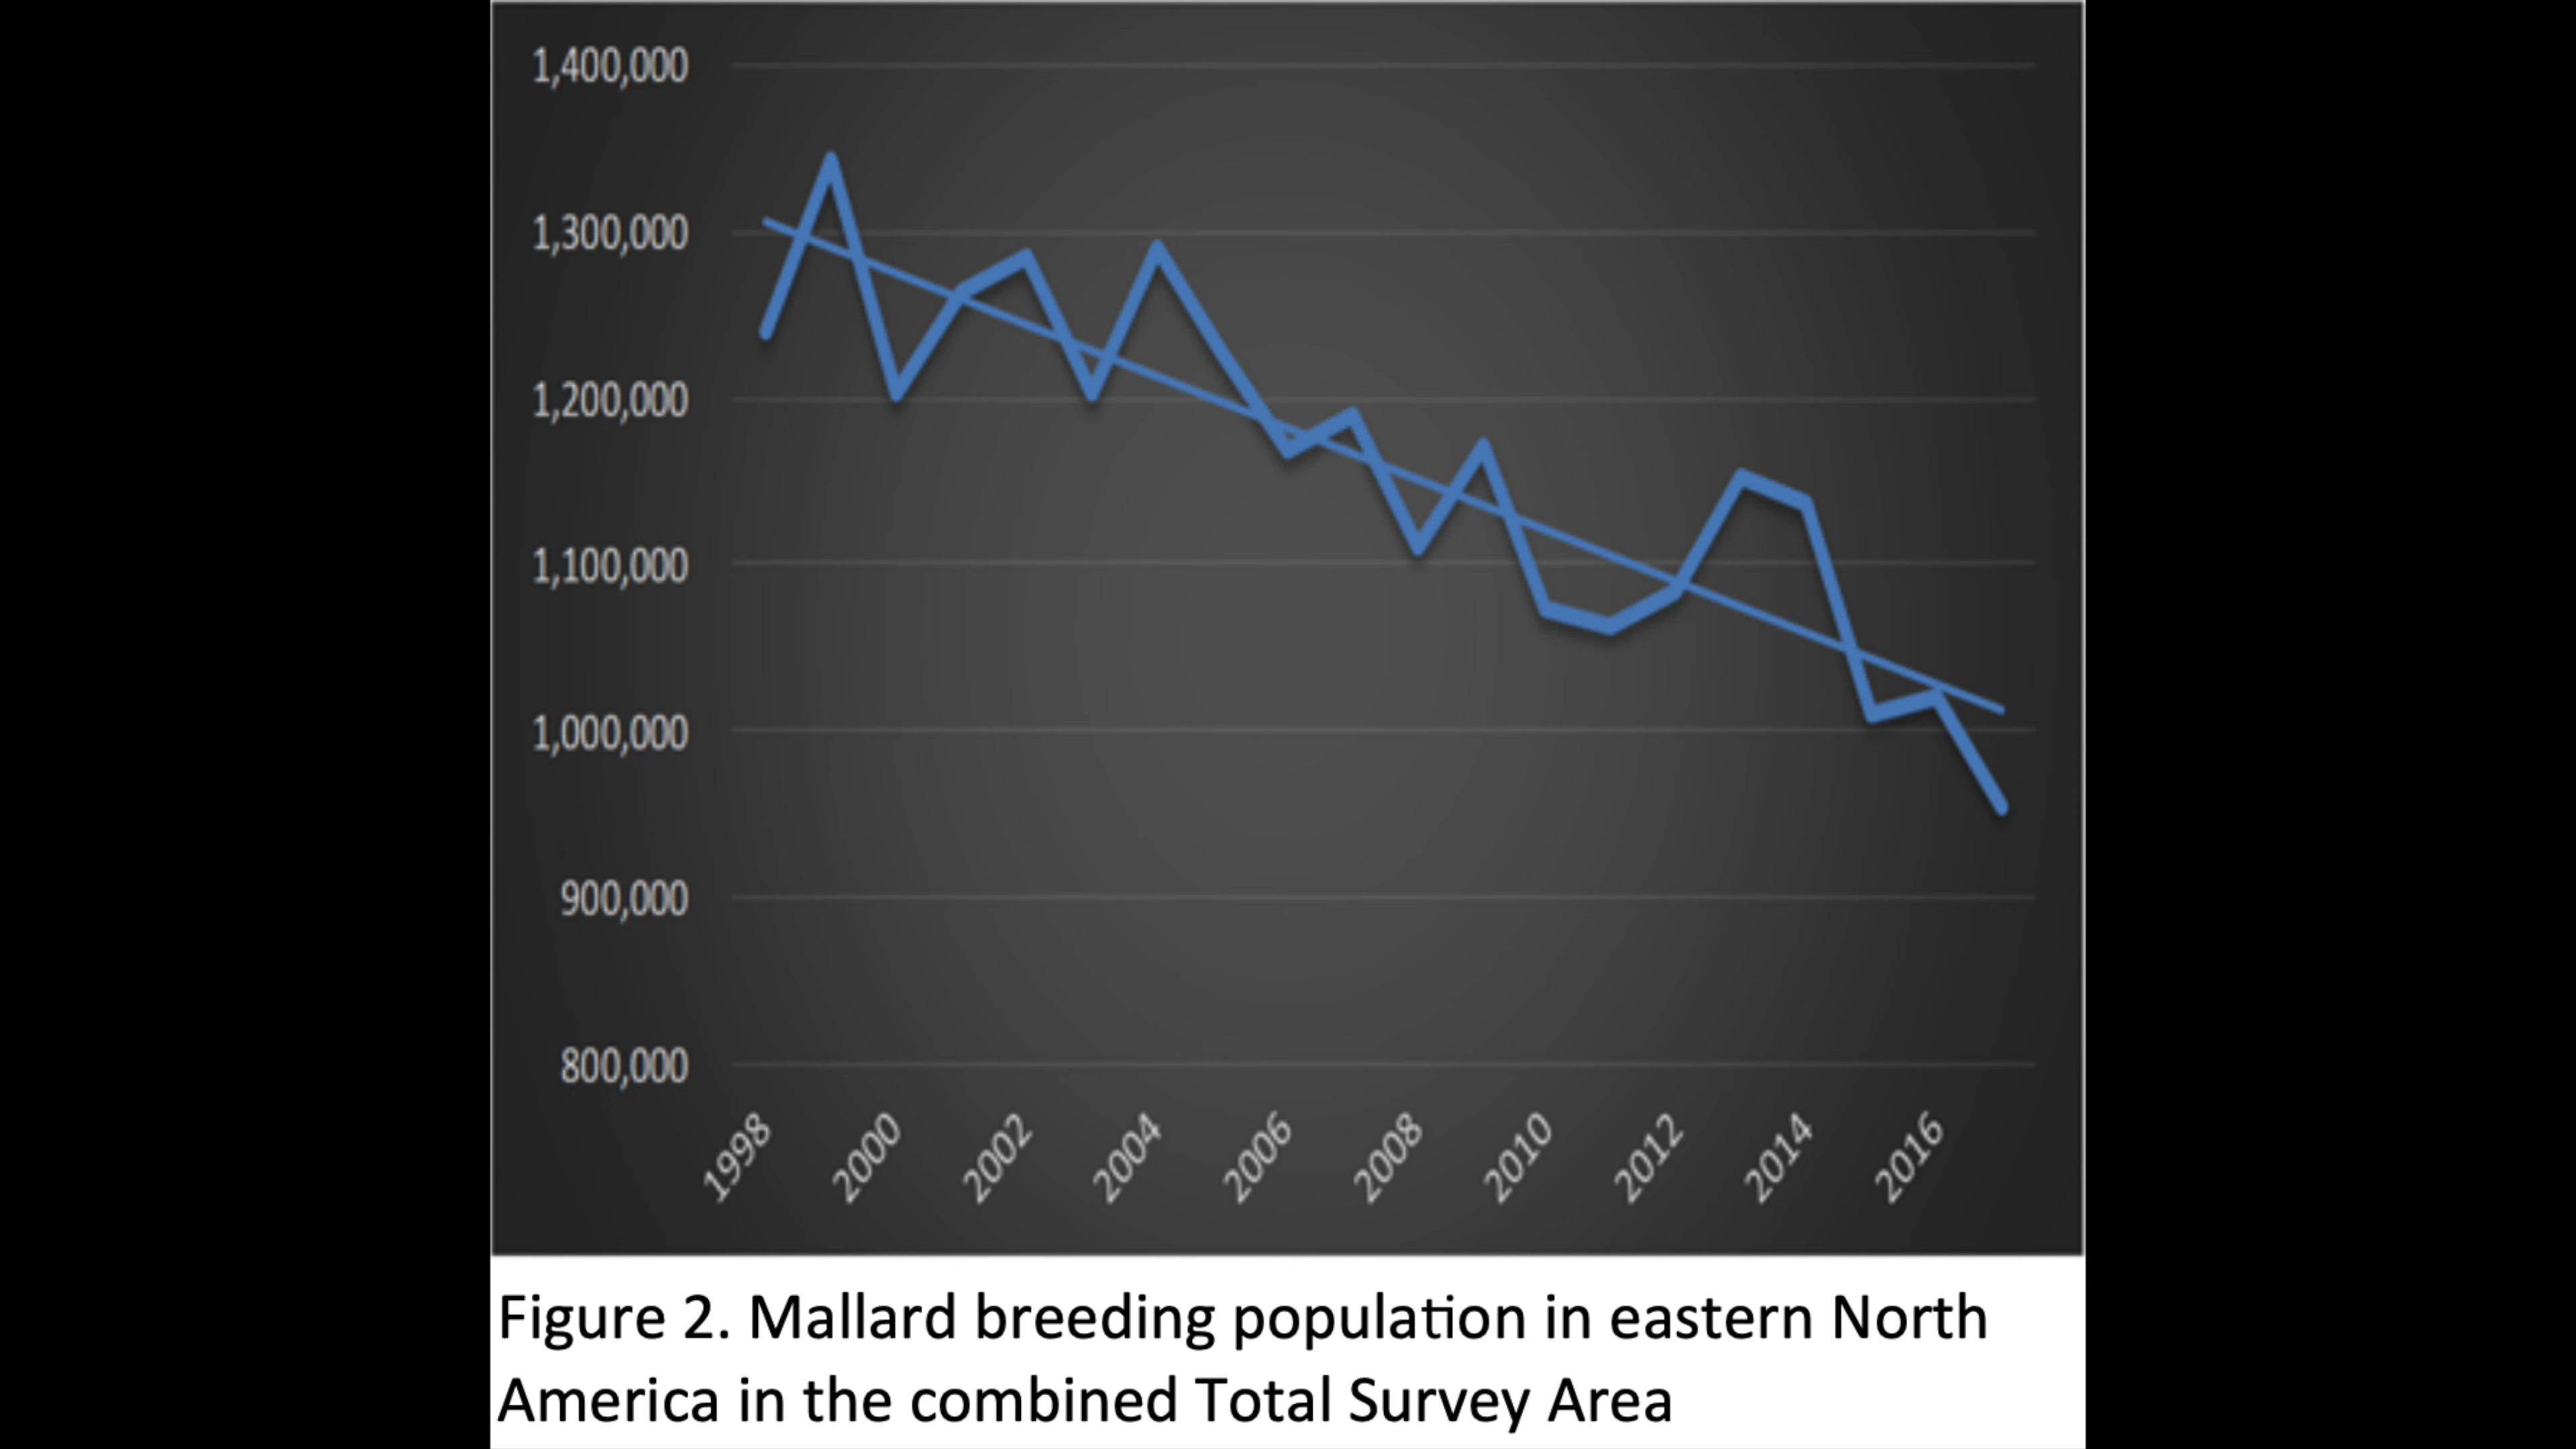 1,400,000
1,300,000
1,200,000
1,100,000
1,000,000
900,000
800,000
1998 2000 2002 2004 2006 2008 2010 2012 2014 2016
Figure 2. Mallard breeding population in eastern North
America in the combined Total Survey Area